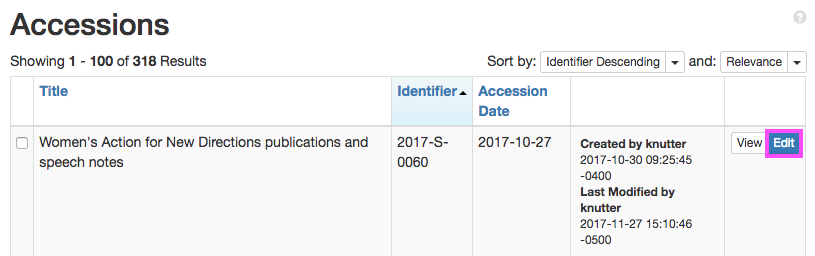 Accessions
?
Showing 1 - 100 of 318 Results
Sort by: Identifier Descending and: Relevance
Title
Identifier
Accession
Date
Women's Action for New Directions publications and
speech notes
2017-S-
0060
2017-10-27
Created by knutter
2017-10-30 09:25:45
-0400
Last Modified by
knutter
2017-11-27 15:10:46
-0500
View
Edit